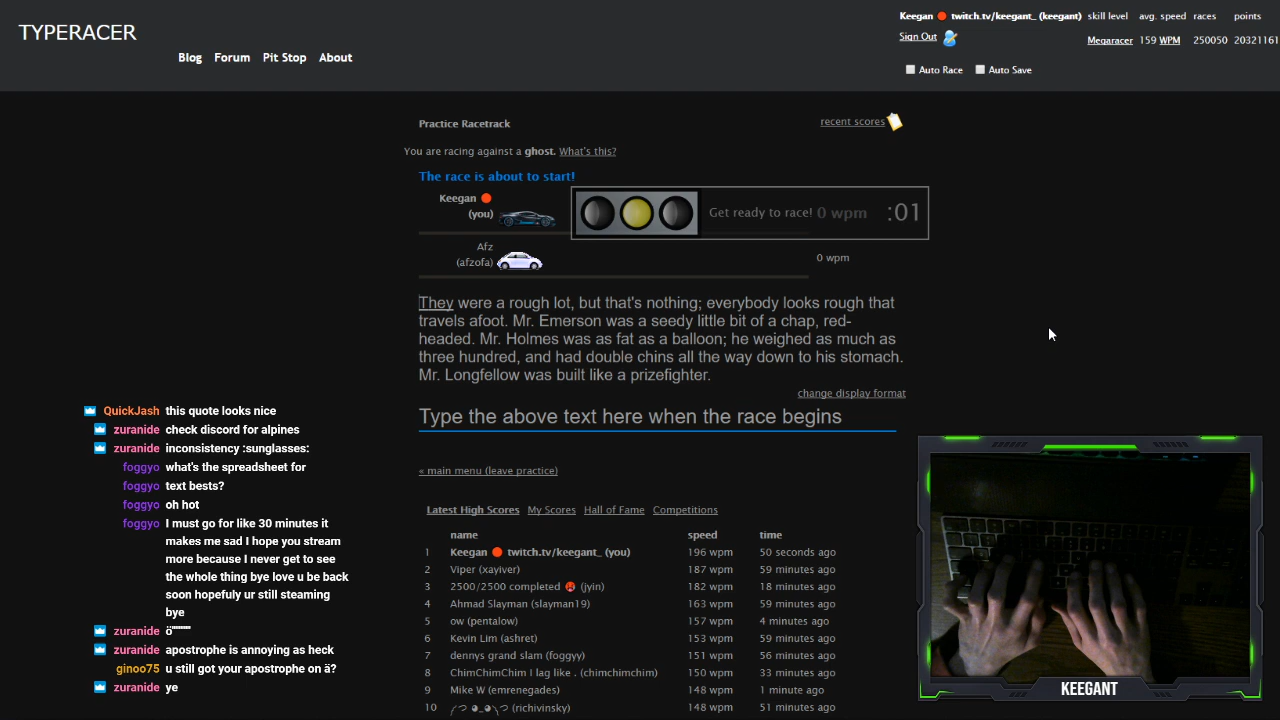 TYPERACER
Blog Forum Pit Stop About
Keegan twitch.tv/keegant_ (keegant) skill level avg. speed races points
Sign Out
Megaracer 159 WPM 250050 20321161
Auto Race Auto Save
Practice Racetrack
recent scores
You are racing against a ghost. What's this?
The race is about to start!
Keegan
(you)
Get ready to race! 0 wpm :01
Afz
(afzofa)
0 wpm
They were a rough lot, but that's nothing; everybody looks rough that
travels afoot. Mr. Emerson was a seedy little bit of a chap, red-
headed. Mr. Holmes was as fat as a balloon; he weighed as much as
three hundred, and had double chins all the way down to his stomach.
Mr. Longfellow was built like a prizefighter.
change display format
Type the above text here when the race begins
« main menu (leave practice)
Latest High Scores My Scores Hall of Fame Competitions
name speed time
1 Keegan twitch.tv/keegant_ (you) 196 wpm 50 seconds ago
2 Viper (xayiver) 187 wpm 59 minutes ago
3 2500/2500 completed (jyin) 182 wpm 18 minutes ago
4 Ahmad Slayman (slayman19) 163 wpm 59 minutes ago
5 ow (pentalow) 157 wpm 4 minutes ago
6 Kevin Lim (ashret) 153 wpm 59 minutes ago
7 dennys grand slam (foggyy) 151 wpm 56 minutes ago
8 ChimChimChim I lag like . (chimchimchim) 150 wpm 33 minutes ago
9 Mike W (emrenegades) 148 wpm 1 minute ago
10 (richivinsky) 148 wpm 51 minutes ago
QuickJash this quote looks nice
zuranide check discord for alpines
zuranide inconsistency :sunglasses:
foggyo what's the spreadsheet for
foggyo text bests?
foggyo oh hot
foggyo I must go for like 30 minutes it
makes me sad I hope you stream
more because I never get to see
the whole thing bye love u be back
soon hopefuly ur still steaming
bye
zuranide
zuranide apostrophe is annoying as heck
ginoo75 u still got your apostrophe on ä?
zuranide ye
KEEGANT